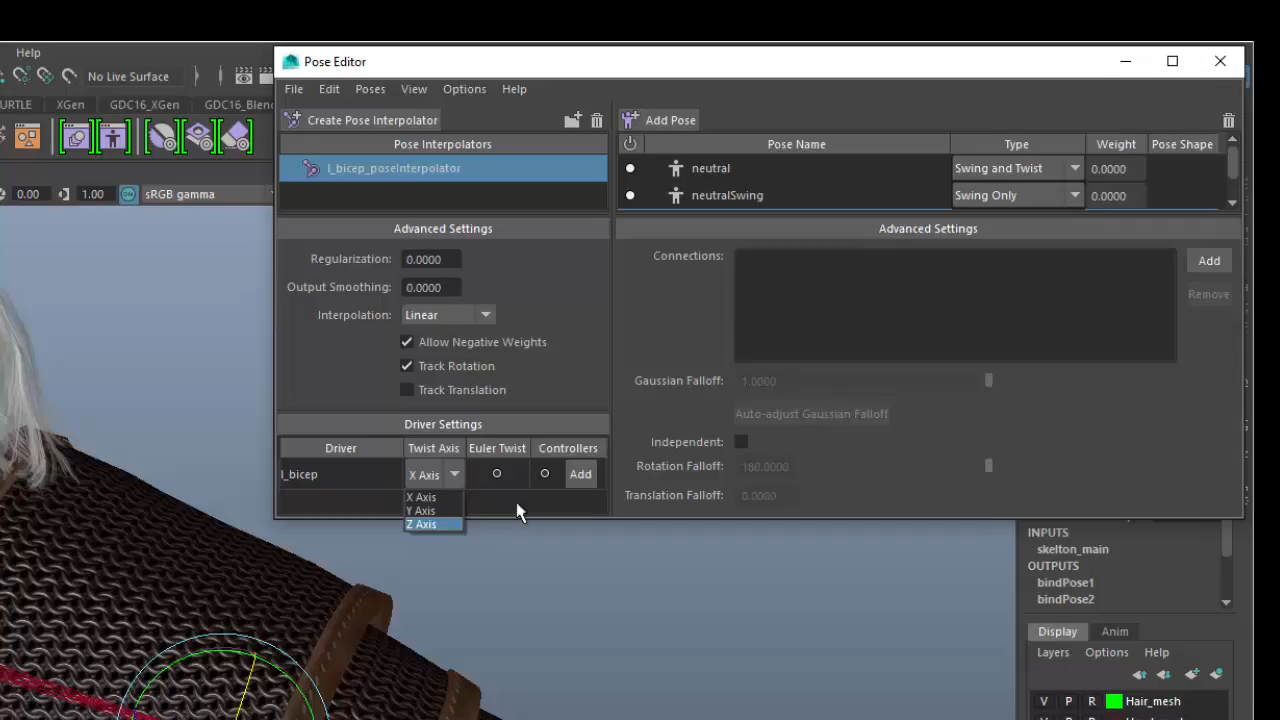 Help
Pose Editor
No Live Surface
File Edit Poses View Options Help
URTLE XGen GDC16_XGen GDC16_Blen
Create Pose Interpolator
Add Pose
Pose Interpolators
Pose Name Type Weight Pose Shape
l_bicep_poseInterpolator
neutral Swing and Twist 0.0000
neutralSwing Swing Only 0.0000
0.00 1.00 sRGB gamma
Advanced Settings
Advanced Settings
Regularization: 0.0000
Output Smoothing: 0.0000
Interpolation: Linear
Allow Negative Weights
Track Rotation
Track Translation
Connections:
Add
Remove
Gaussian Falloff: 1.0000
Auto-adjust Gaussian Falloff
Independent:
Rotation Falloff: 180.0000
Translation Falloff: 0.0000
Driver Settings
Driver Twist Axis Euler Twist Controllers
l_bicep X Axis Add
X Axis
Y Axis
Z Axis
INPUTS
skelton_main
OUTPUTS
bindPose1
bindPose2
Display Anim
Layers Options Help
V P R Hair_mesh